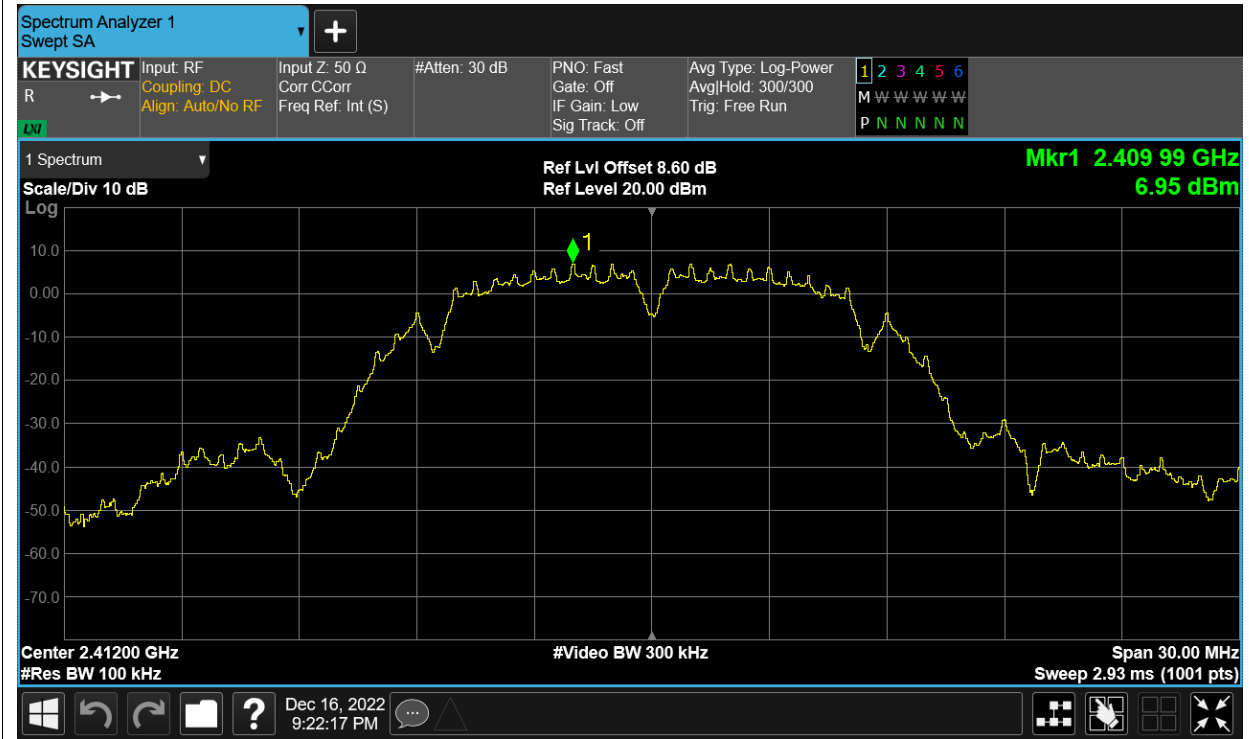 Spectrum Analyzer 1
Swept SA
KEYSIGHT
R
LXI
Input: RF
Coupling: DC
Align: Auto/No RF
Input Z: 50 Ω
Corr CCorr
Freq Ref: Int (S)
#Atten: 30 dB
PNO: Fast
Gate: Off
IF Gain: Low
Sig Track: Off
Avg Type: Log-Power
Avg|Hold: 300/300
Trig: Free Run
1 2 3 4 5 6
M W W W W W
P N N N N N
1 Spectrum
Scale/Div 10 dB
Ref Lvl Offset 8.60 dB
Ref Level 20.00 dBm
Mkr1 2.409 99 GHz
6.95 dBm
Log
1
10.0
0.00
-10.0
-20.0
-30.0
-40.0
-50.0
-60.0
-70.0
Center 2.41200 GHz
#Video BW 300 kHz
Span 30.00 MHz
#Res BW 100 kHz
Sweep 2.93 ms (1001 pts)
?
Dec 16, 2022
9:22:17 PM